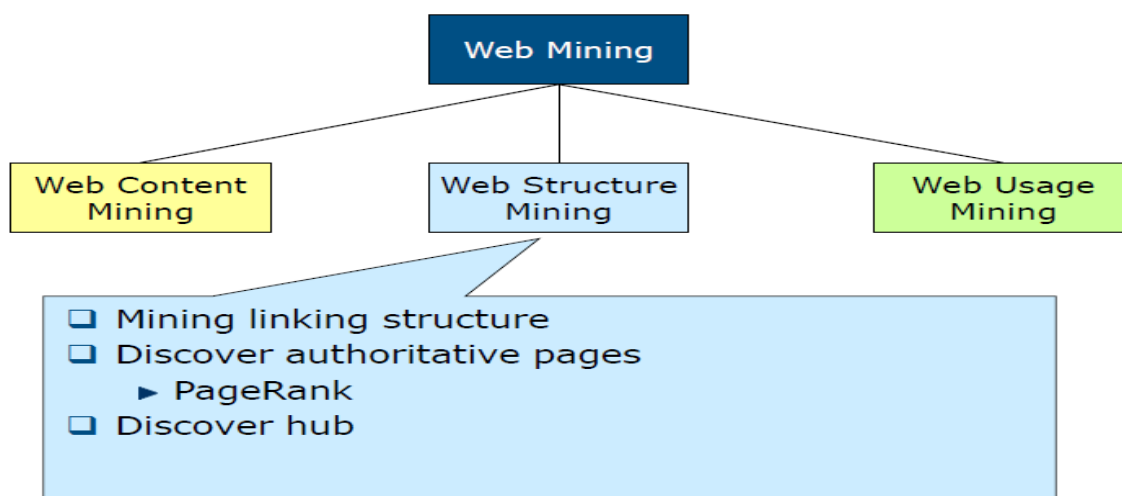 Web Mining
Web Content
Mining
Web Structure
Mining
Web Usage
Mining
❑ Mining linking structure
❑ Discover authoritative pages
► PageRank
❑ Discover hub